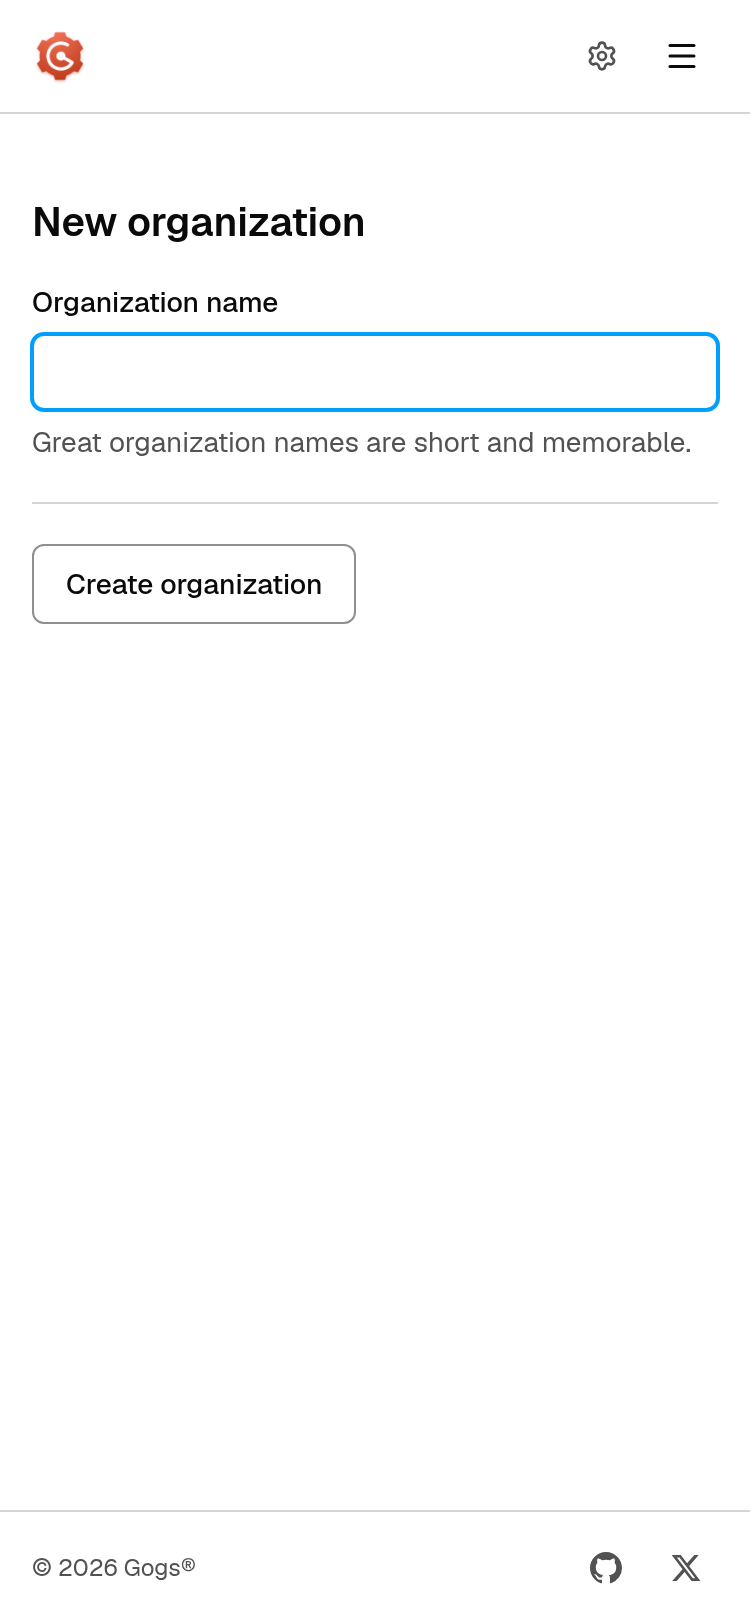 New organization
Organization name
Great organization names are short and memorable.
Create organization
© 2026 Gogs®